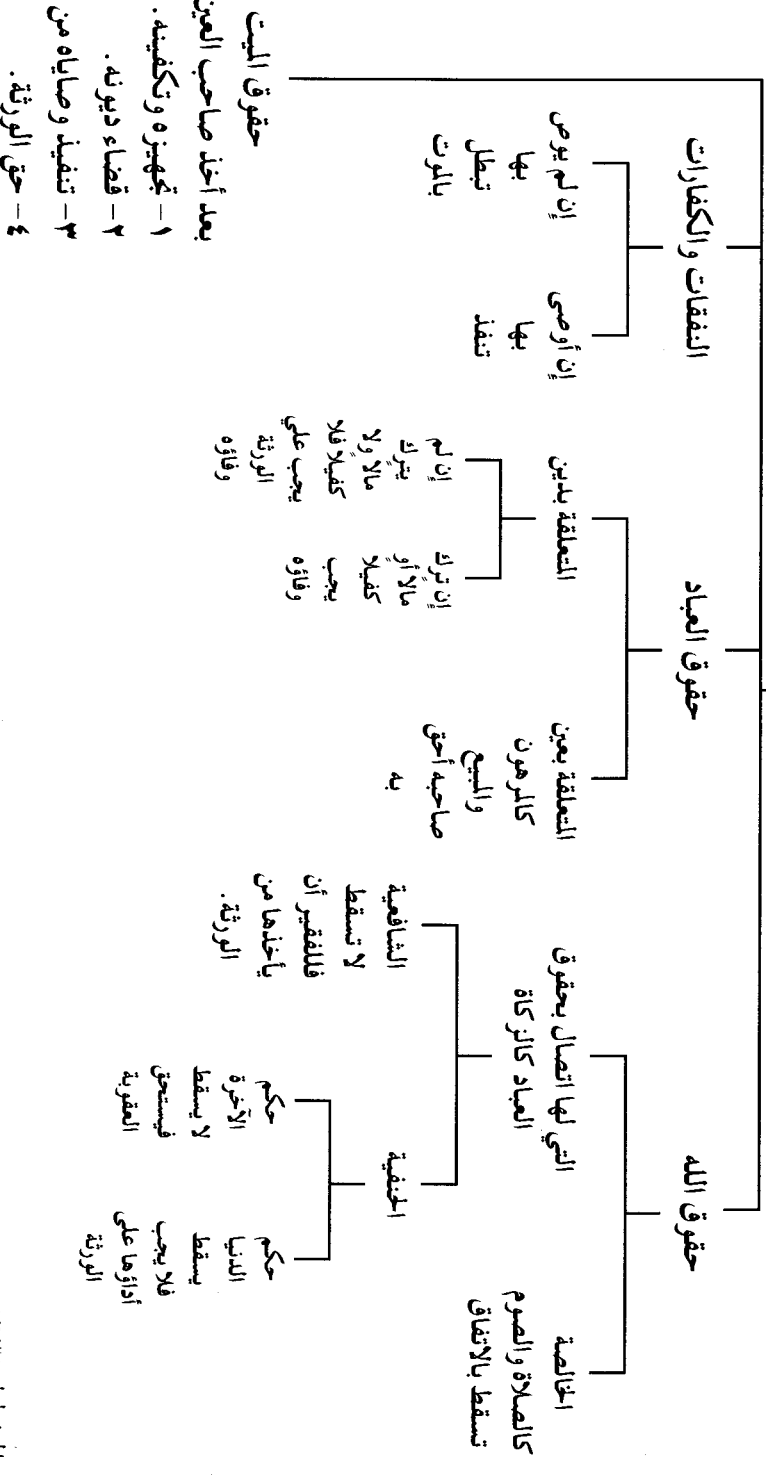 حقوق الله
الخالصة
كالصلاة والصوم
تسقط بالاتفاق
التي لها اتصال بحقوق
العباد كالزكاة
الحنفية
حكم
الدنيا
يسقط
فلا يجب
أداؤها على
الورثة
حكم
الآخرة
لا يسقط
فيستحق
العقوبة
الشافعية
لا تسقط
فللفقير أن
يأخذها من
الورثة.
حقوق العباد
المتعلقة بعين
كالمرهون
والمبيع
صاحبه أحق
به
المتعلقة بدين
إن ترك
مالا أو
كفيلا
يجب
وفاؤه
إن لم
يترك
مالا ولا
كفيلا فلا
يجب علي
الورثة
وفاؤه
النفقات والكفارات
إن أوصى
بها
تنفذ
إن لم يوص
بها
تبطل
بالموت
حقوق الميت
بعد أخذ صاحب العين
١ – تجهيزه وتكفينه.
٢ – قضاء ديونه.
٣ – تنفيذ وصاياه من
٤ – حق الورثة.